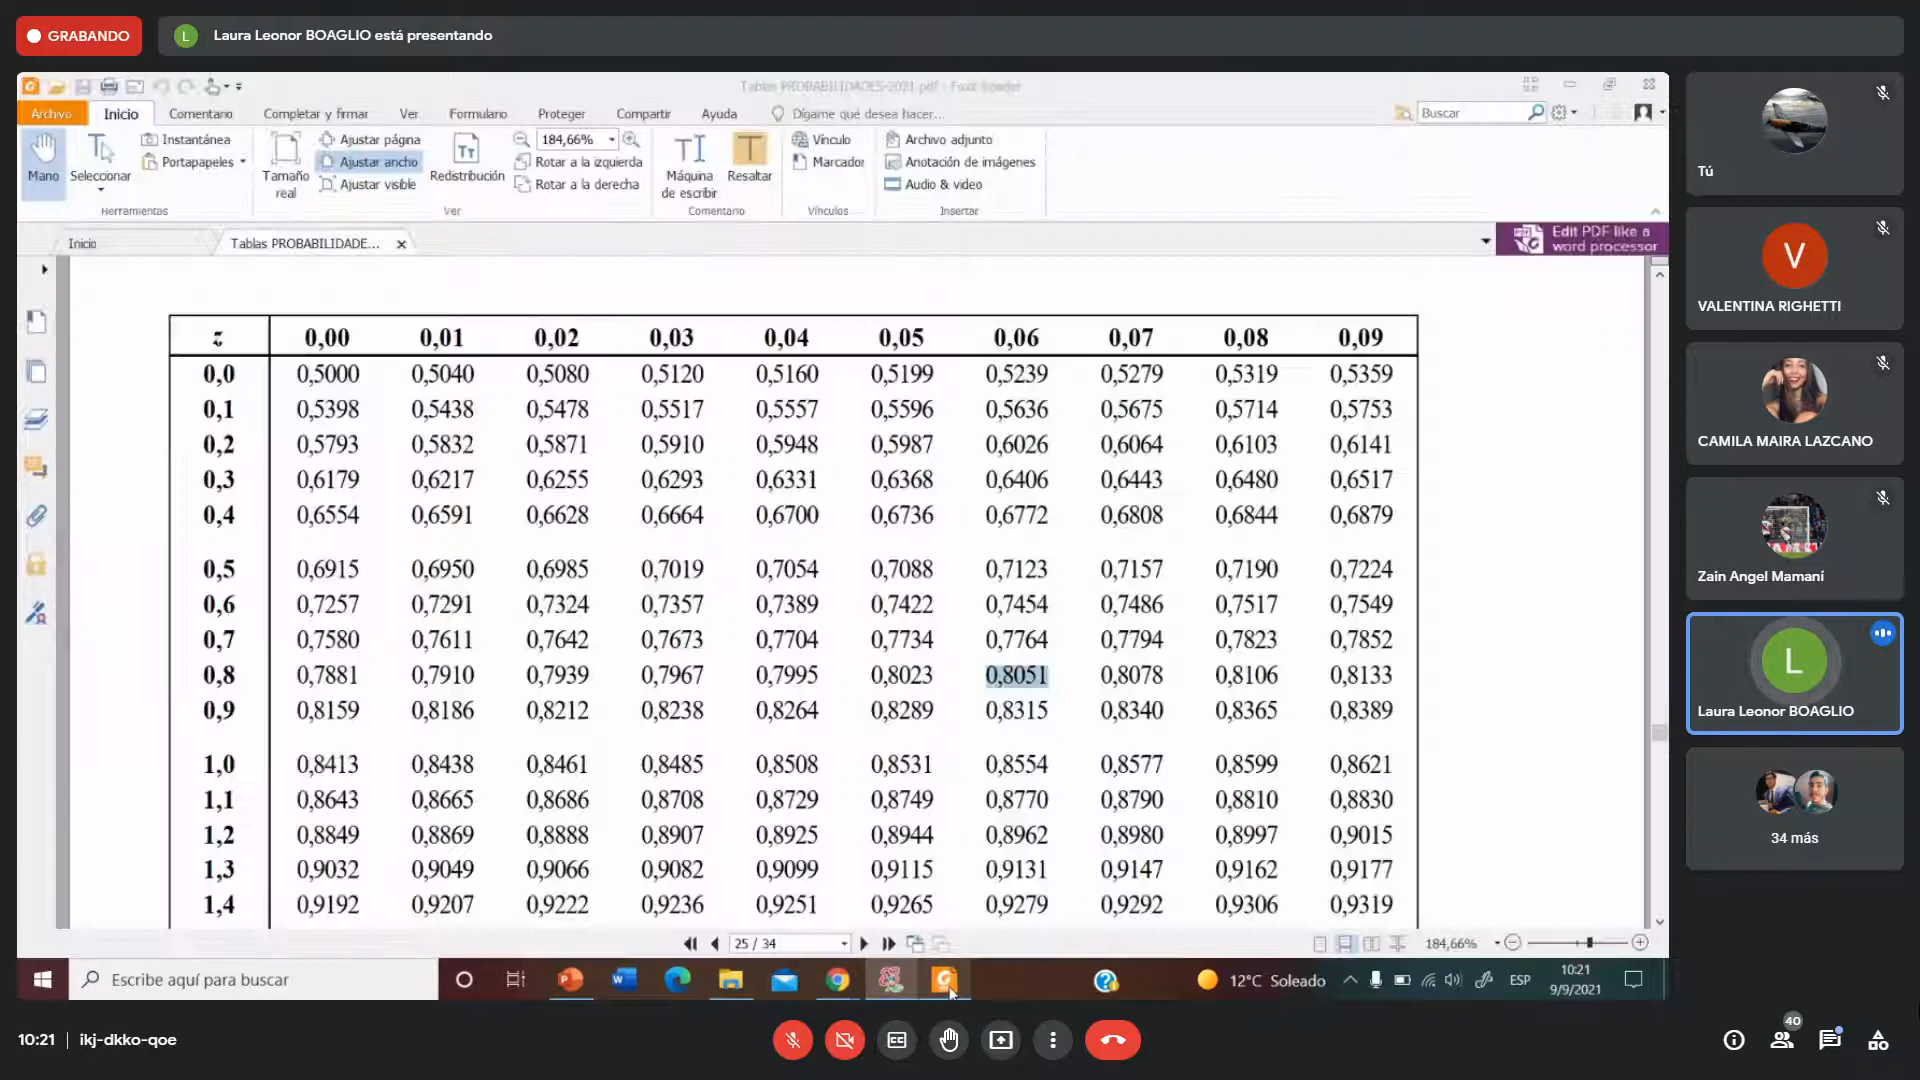 GRABANDO
L
Laura Leonor BOAGLIO está presentando
Tablas PROBABILIDADES-2021.pdf - Foxit Reader
Archivo Inicio Comentario Completar y firmar Ver Formulario Proteger Compartir Ayuda Dígame qué desea hacer... Buscar
Mano
Seleccionar
Instantánea
Portapapeles
Herramientas
Tamaño real
Ajustar página
Ajustar ancho
Ajustar visible
Redistribución
184,66%
Rotar a la izquierda
Rotar a la derecha
Ver
Máquina de escribir
Resaltar
Comentario
Vínculo
Marcador
Vínculos
Archivo adjunto
Anotación de imágenes
Audio & video
Insertar
Inicio
Tablas PROBABILIDADE...
Edit PDF like a
word processor
z 0,00 0,01 0,02 0,03 0,04 0,05 0,06 0,07 0,08 0,09
0,0 0,5000 0,5040 0,5080 0,5120 0,5160 0,5199 0,5239 0,5279 0,5319 0,5359
0,1 0,5398 0,5438 0,5478 0,5517 0,5557 0,5596 0,5636 0,5675 0,5714 0,5753
0,2 0,5793 0,5832 0,5871 0,5910 0,5948 0,5987 0,6026 0,6064 0,6103 0,6141
0,3 0,6179 0,6217 0,6255 0,6293 0,6331 0,6368 0,6406 0,6443 0,6480 0,6517
0,4 0,6554 0,6591 0,6628 0,6664 0,6700 0,6736 0,6772 0,6808 0,6844 0,6879
0,5 0,6915 0,6950 0,6985 0,7019 0,7054 0,7088 0,7123 0,7157 0,7190 0,7224
0,6 0,7257 0,7291 0,7324 0,7357 0,7389 0,7422 0,7454 0,7486 0,7517 0,7549
0,7 0,7580 0,7611 0,7642 0,7673 0,7704 0,7734 0,7764 0,7794 0,7823 0,7852
0,8 0,7881 0,7910 0,7939 0,7967 0,7995 0,8023 0,8051 0,8078 0,8106 0,8133
0,9 0,8159 0,8186 0,8212 0,8238 0,8264 0,8289 0,8315 0,8340 0,8365 0,8389
1,0 0,8413 0,8438 0,8461 0,8485 0,8508 0,8531 0,8554 0,8577 0,8599 0,8621
1,1 0,8643 0,8665 0,8686 0,8708 0,8729 0,8749 0,8770 0,8790 0,8810 0,8830
1,2 0,8849 0,8869 0,8888 0,8907 0,8925 0,8944 0,8962 0,8980 0,8997 0,9015
1,3 0,9032 0,9049 0,9066 0,9082 0,9099 0,9115 0,9131 0,9147 0,9162 0,9177
1,4 0,9192 0,9207 0,9222 0,9236 0,9251 0,9265 0,9279 0,9292 0,9306 0,9319
25 / 34
184,66%
Escribe aquí para buscar
12°C Soleado
ESP
10:21
9/9/2021
Tú
V
VALENTINA RIGHETTI
CAMILA MAIRA LAZCANO
Zain Angel Mamaní
L
Laura Leonor BOAGLIO
34 más
10:21 | ikj-dkko-qoe
40